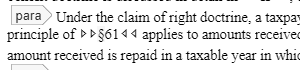 para Under the claim of right doctrine, a taxpay
principle of ▹▹§61◃◃ applies to amounts received
amount received is repaid in a taxable year in whic